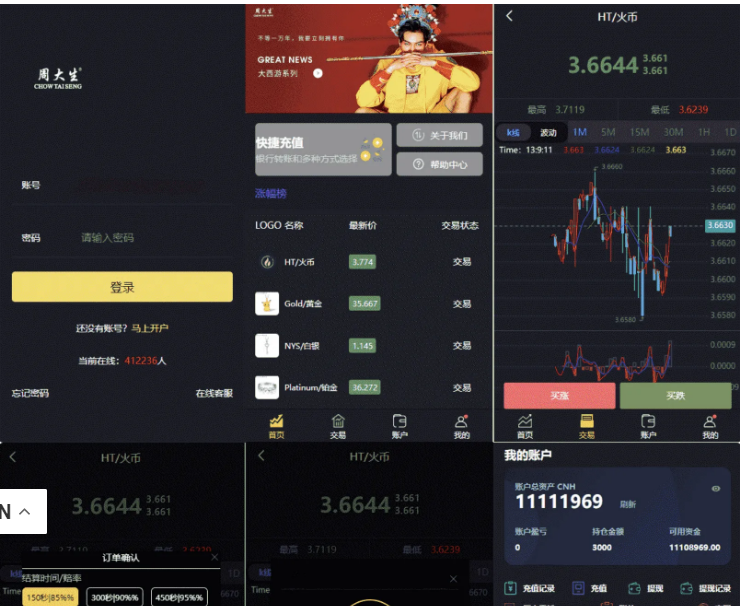 周大生
CHOW TAI SENG
账号
密码
请输入密码
登录
还没有账号？马上开户
当前在线：412236人
忘记密码
在线客服
周大生
不等一万年，我要立刻拥有你
GREAT NEWS
大西游系列
快捷充值
银行转账和多种方式选择
关于我们
帮助中心
涨幅榜
LOGO 名称
最新价
交易状态
HT/火币
3.774
交易
Gold/黄金
35.667
交易
NYS/白银
1,145
交易
Platinum/铂金
36.272
交易
首页
交易
账户
我的
HT/火币
3.6644
3.661
3.661
最高 3.7119
最低 3.6239
k线
波动
1M
5M
15M
30M
1H
1D
Time: 13:9:11
3.663
3.6624
3.6624
3.663
3.6670
3.6660
3.6660
3.6650
3.6640
3.6630
3.6620
3.6610
3.6600
3.6590
3.6580
3.6580
0.0009
0.0000
买涨
买跌
首页
交易
账户
我的
HT/火币
3.6644
3.661
3.661
订单确认
结算时间/赔率
150秒|85%%
300秒|90%%
450秒|95%%
N
HT/火币
3.6644
3.661
3.661
最高 3.7119
最低 3.6239
k线
1D
Time
6670
我的账户
账户总资产 CNH
11111969
刷新
账户盈亏
持仓金额
可用资金
0
3000
11108969.00
充值记录
充值
提现
提现记录